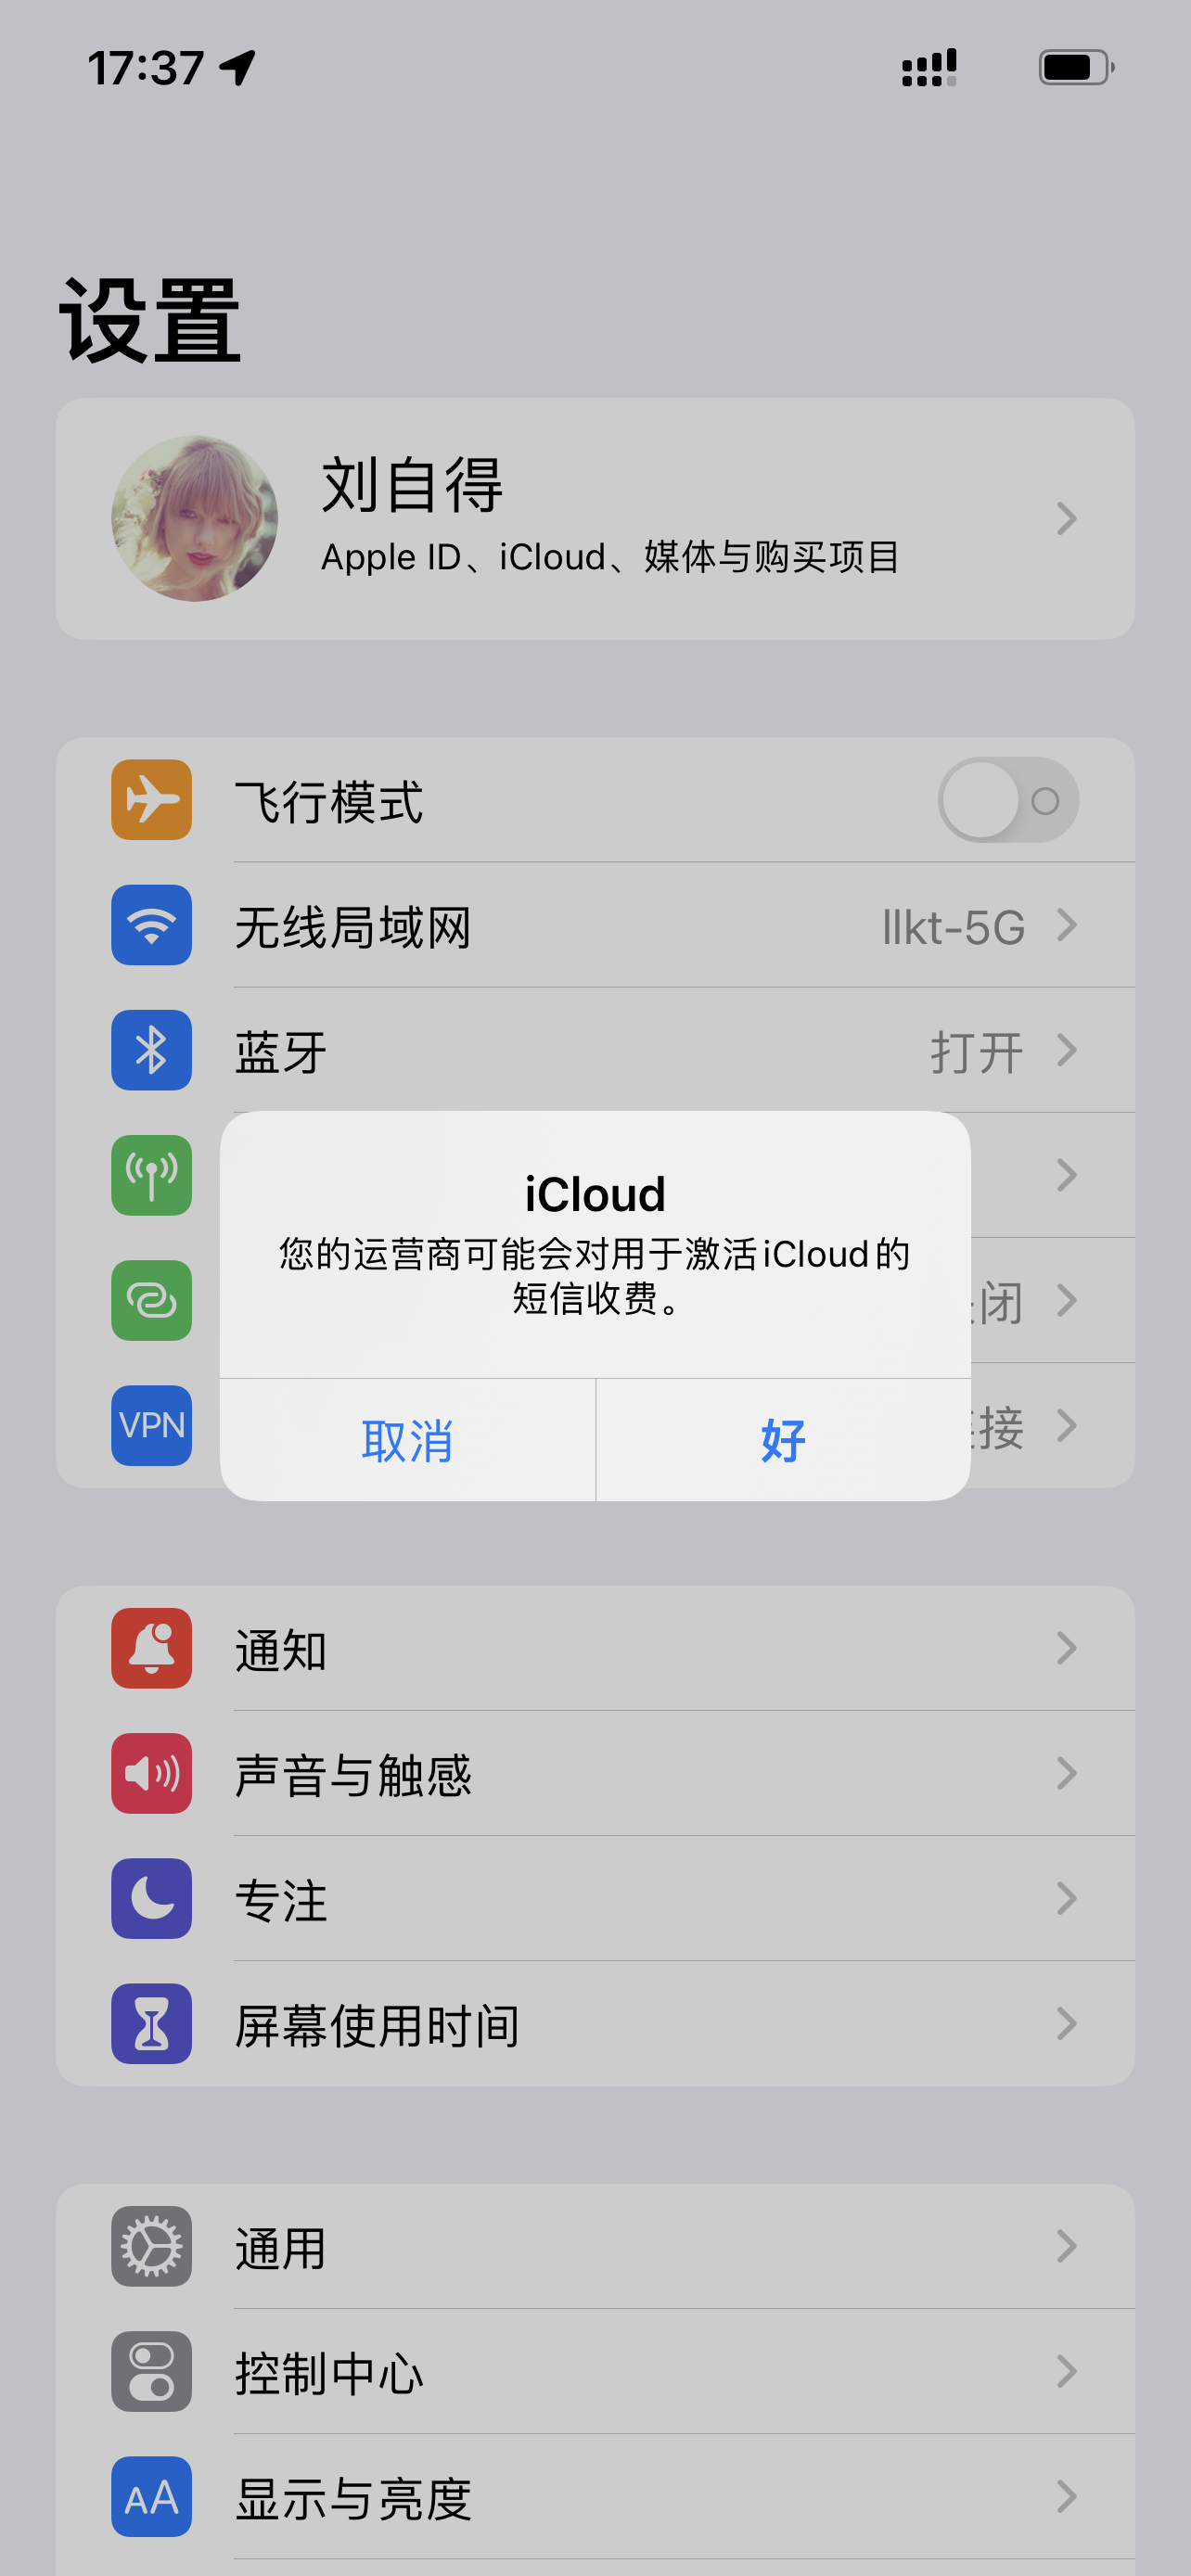 17:37
设置
刘自得
Apple ID、iCloud、媒体与购买项目
飞行模式
无线局域网 llkt-5G
蓝牙 打开
iCloud
您的运营商可能会对用于激活iCloud的
短信收费。
闭
取消 好
VPN 接
通知
声音与触感
专注
屏幕使用时间
通用
控制中心
AA 显示与亮度